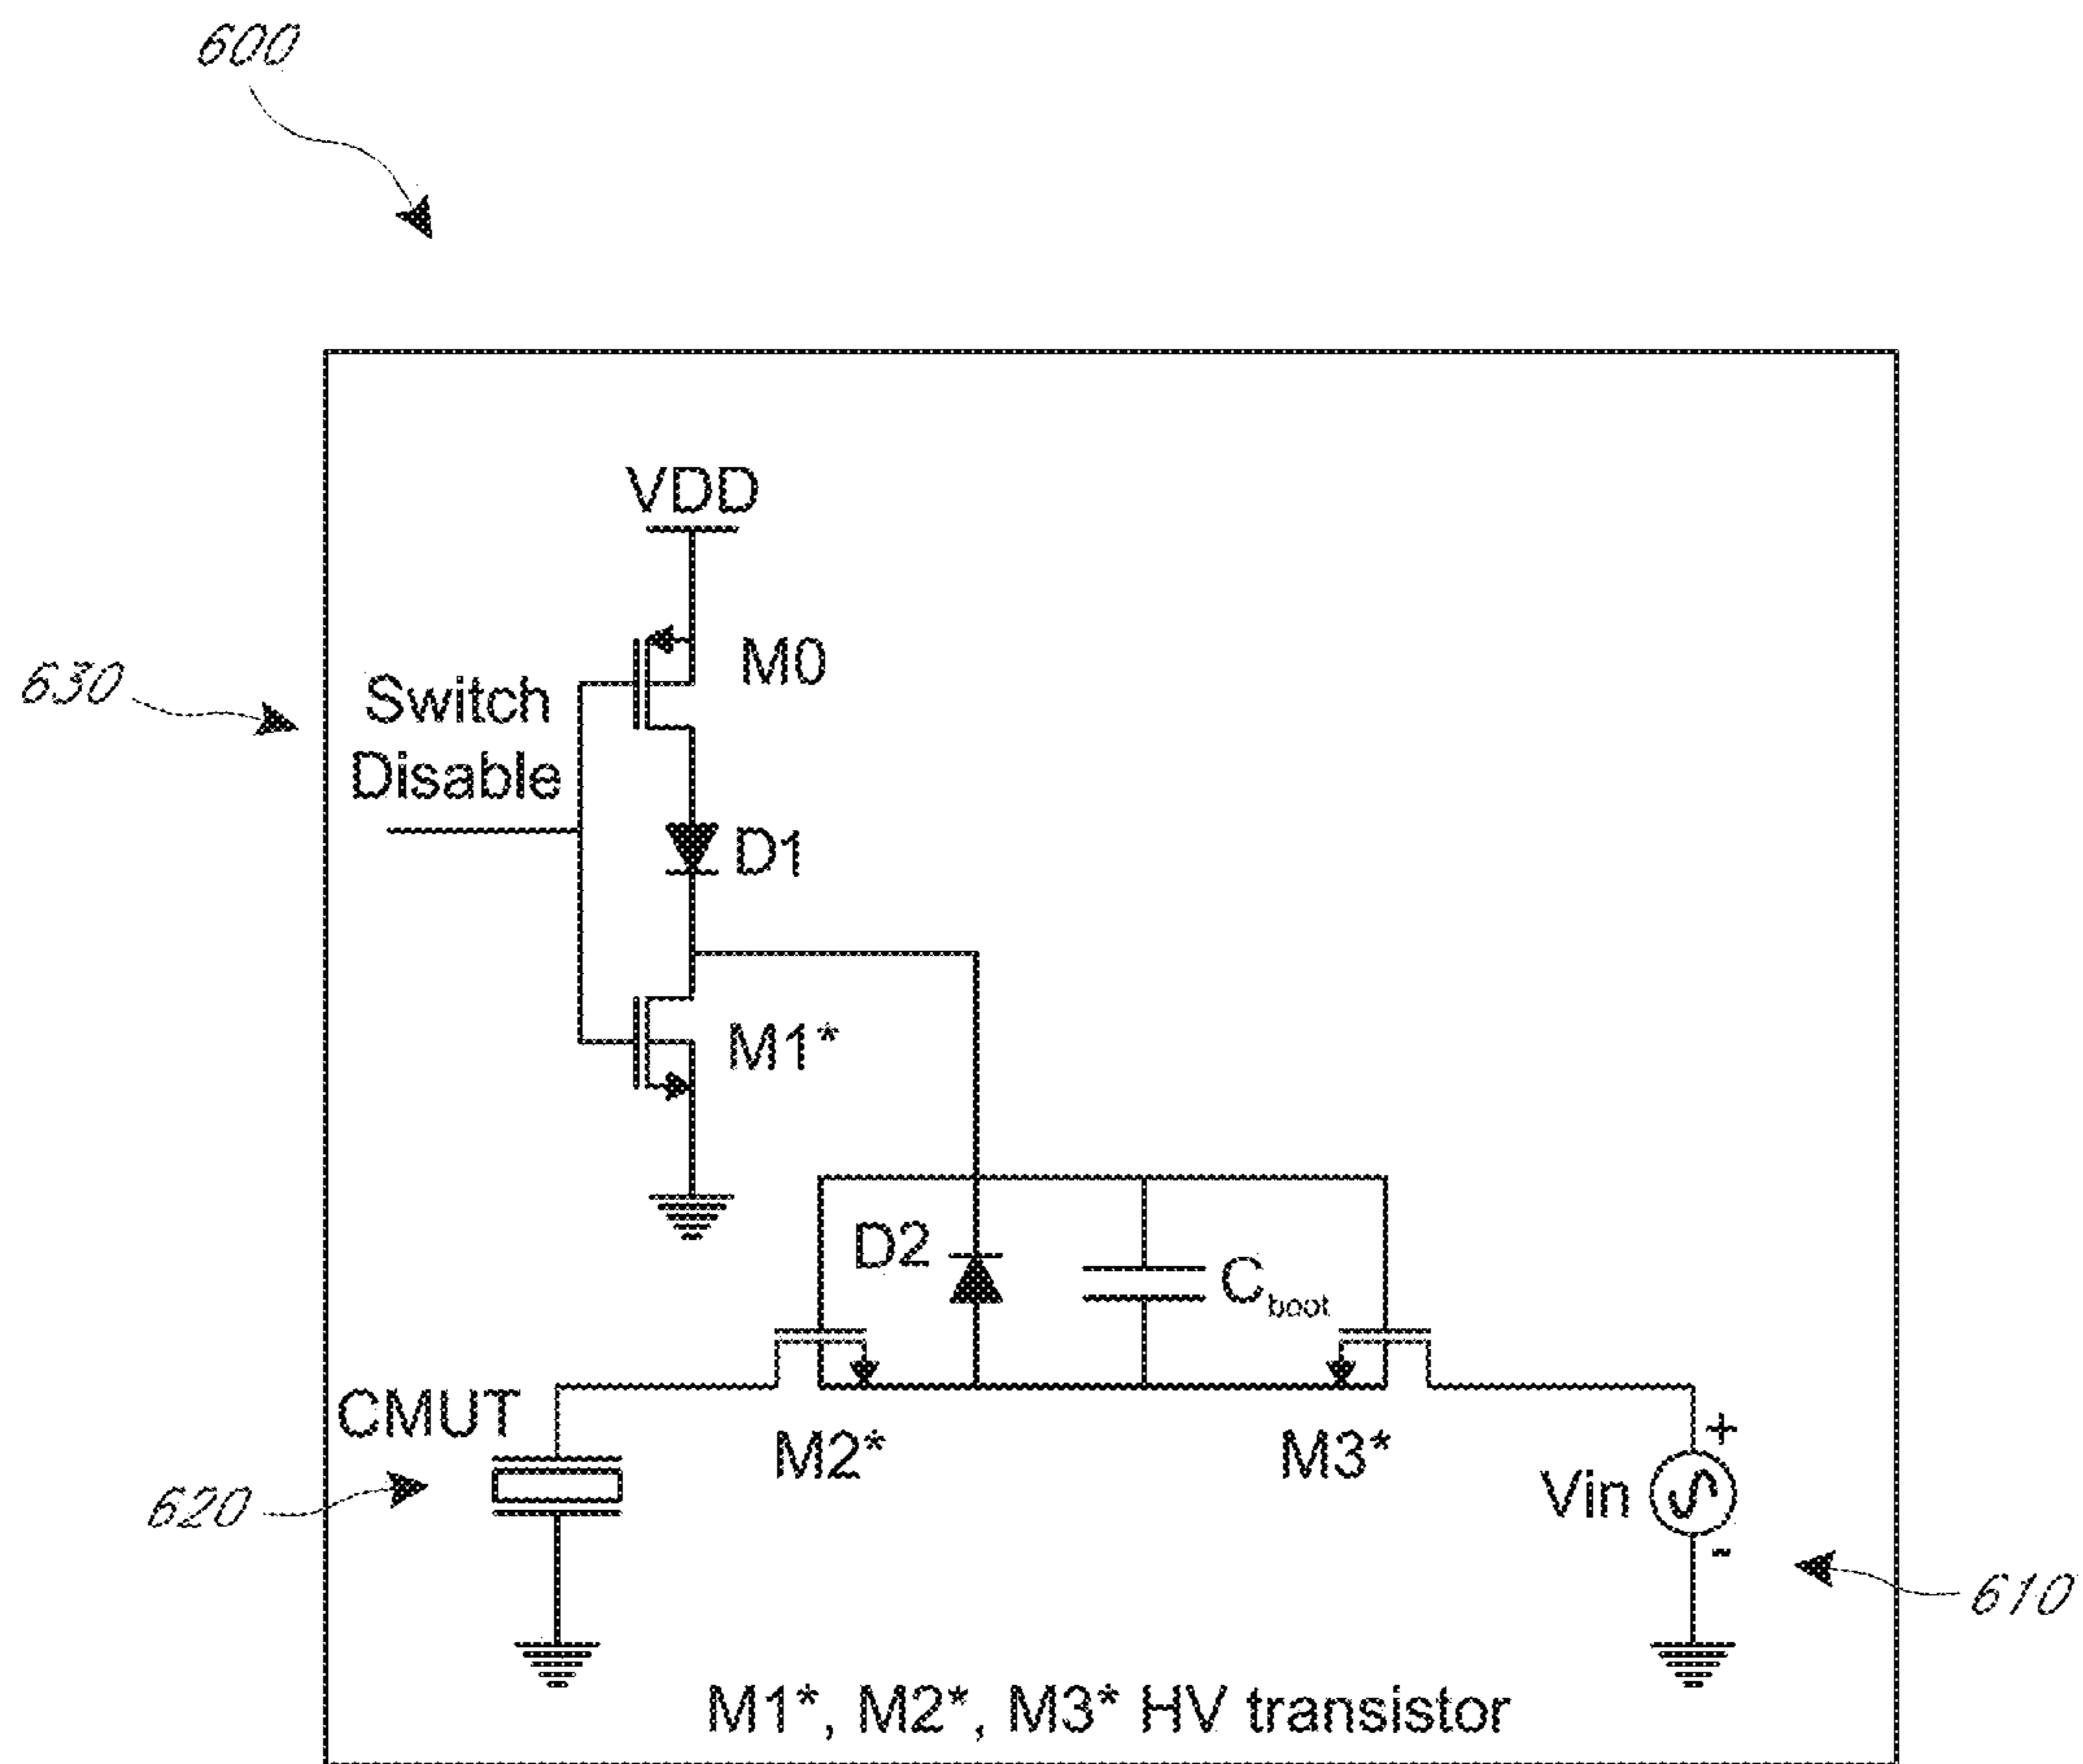 600
VDD
M0
630
Switch
Disable
D1
M1*
D2
C boot
CMUT
M2*
M3*
+
Vin
-
620
610
M1*, M2*, M3* HV transistor